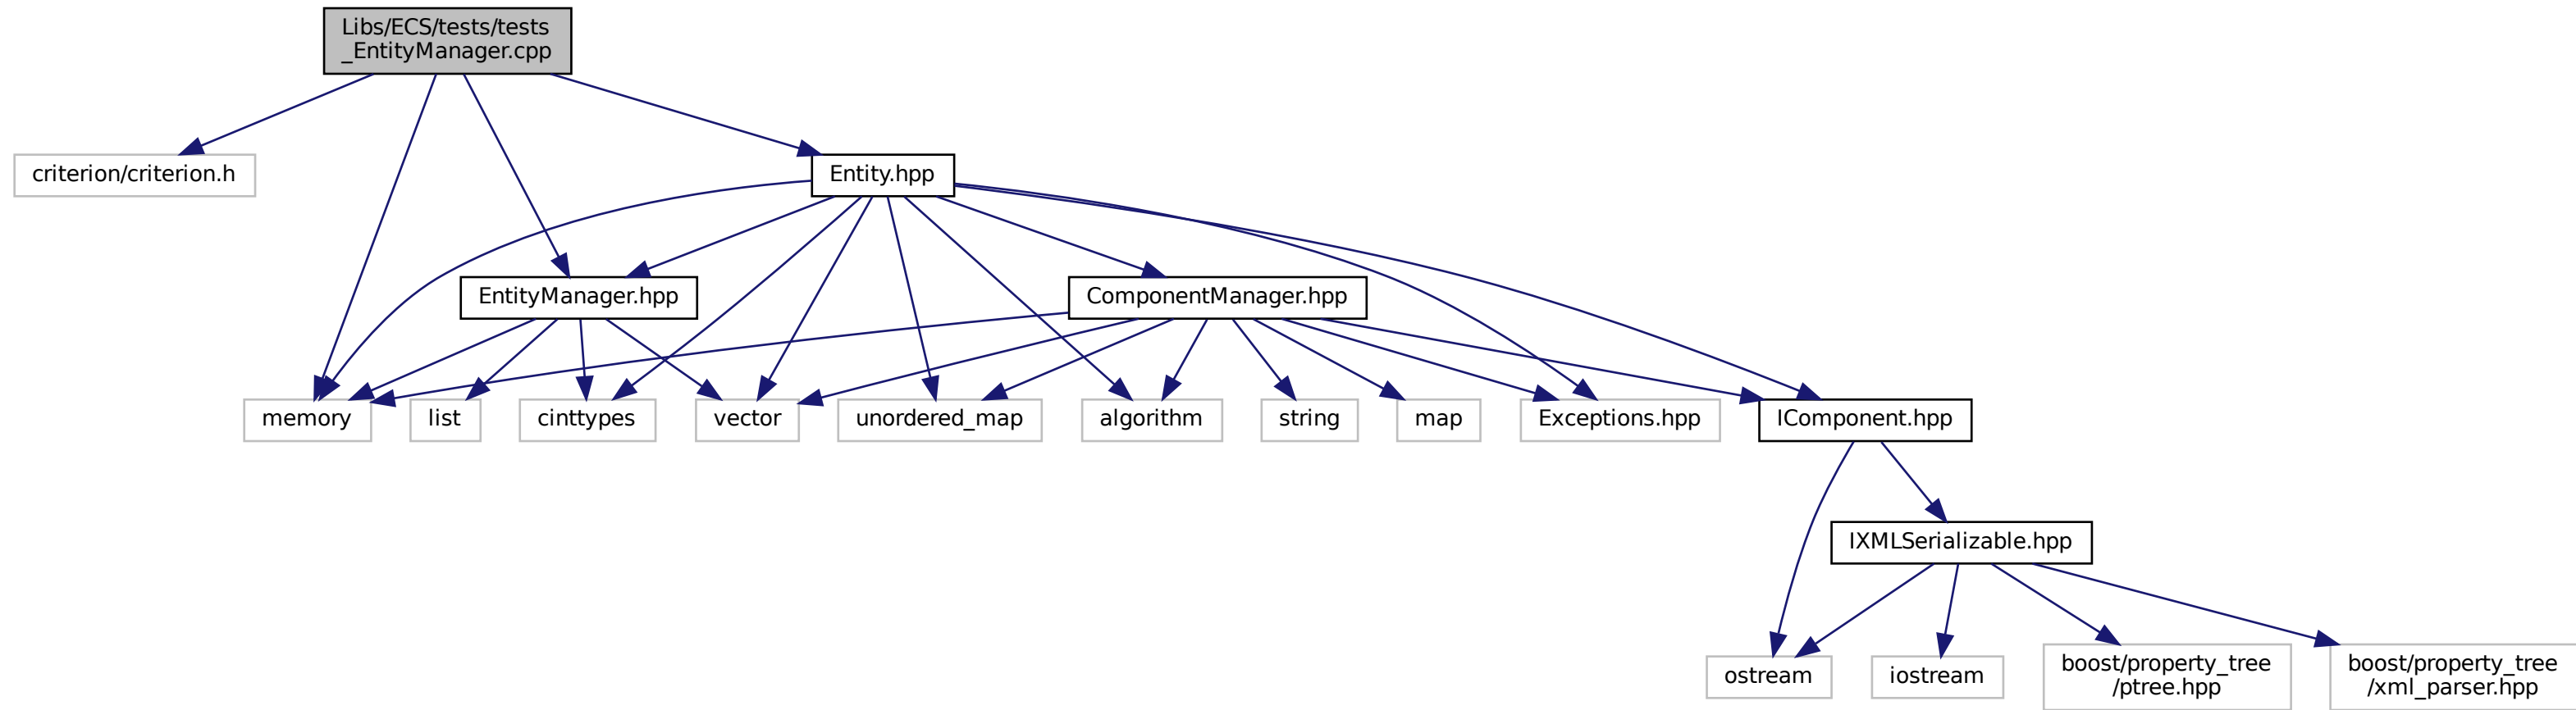 Libs/ECS/tests/tests
_EntityManager.cpp
criterion/criterion.h
Entity.hpp
EntityManager.hpp
ComponentManager.hpp
memory
list
cinttypes
vector
unordered_map
algorithm
string
map
Exceptions.hpp
IComponent.hpp
IXMLSerializable.hpp
ostream
iostream
boost/property_tree
/ptree.hpp
boost/property_tree
/xml_parser.hpp